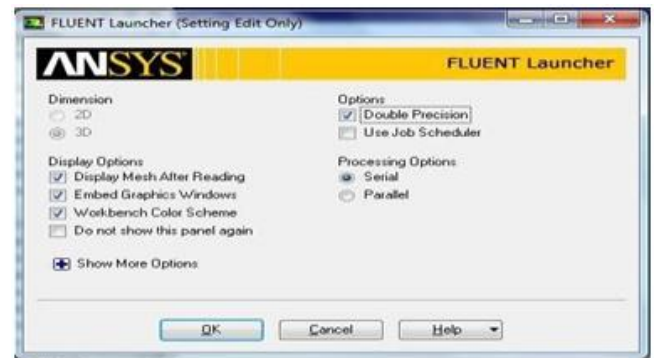 FLUENT Launcher (Setting Edit Only)
ANSYS
FLUENT Launcher
Dimension
2D
3D
Options
Double Precision
Use Job Scheduler
Display Options
Display Mesh After Reading
Embed Graphics Windows
Workbench Color Scheme
Do not show this panel again
Processing Options
Serial
Parallel
Show More Options
OK
Cancel
Help